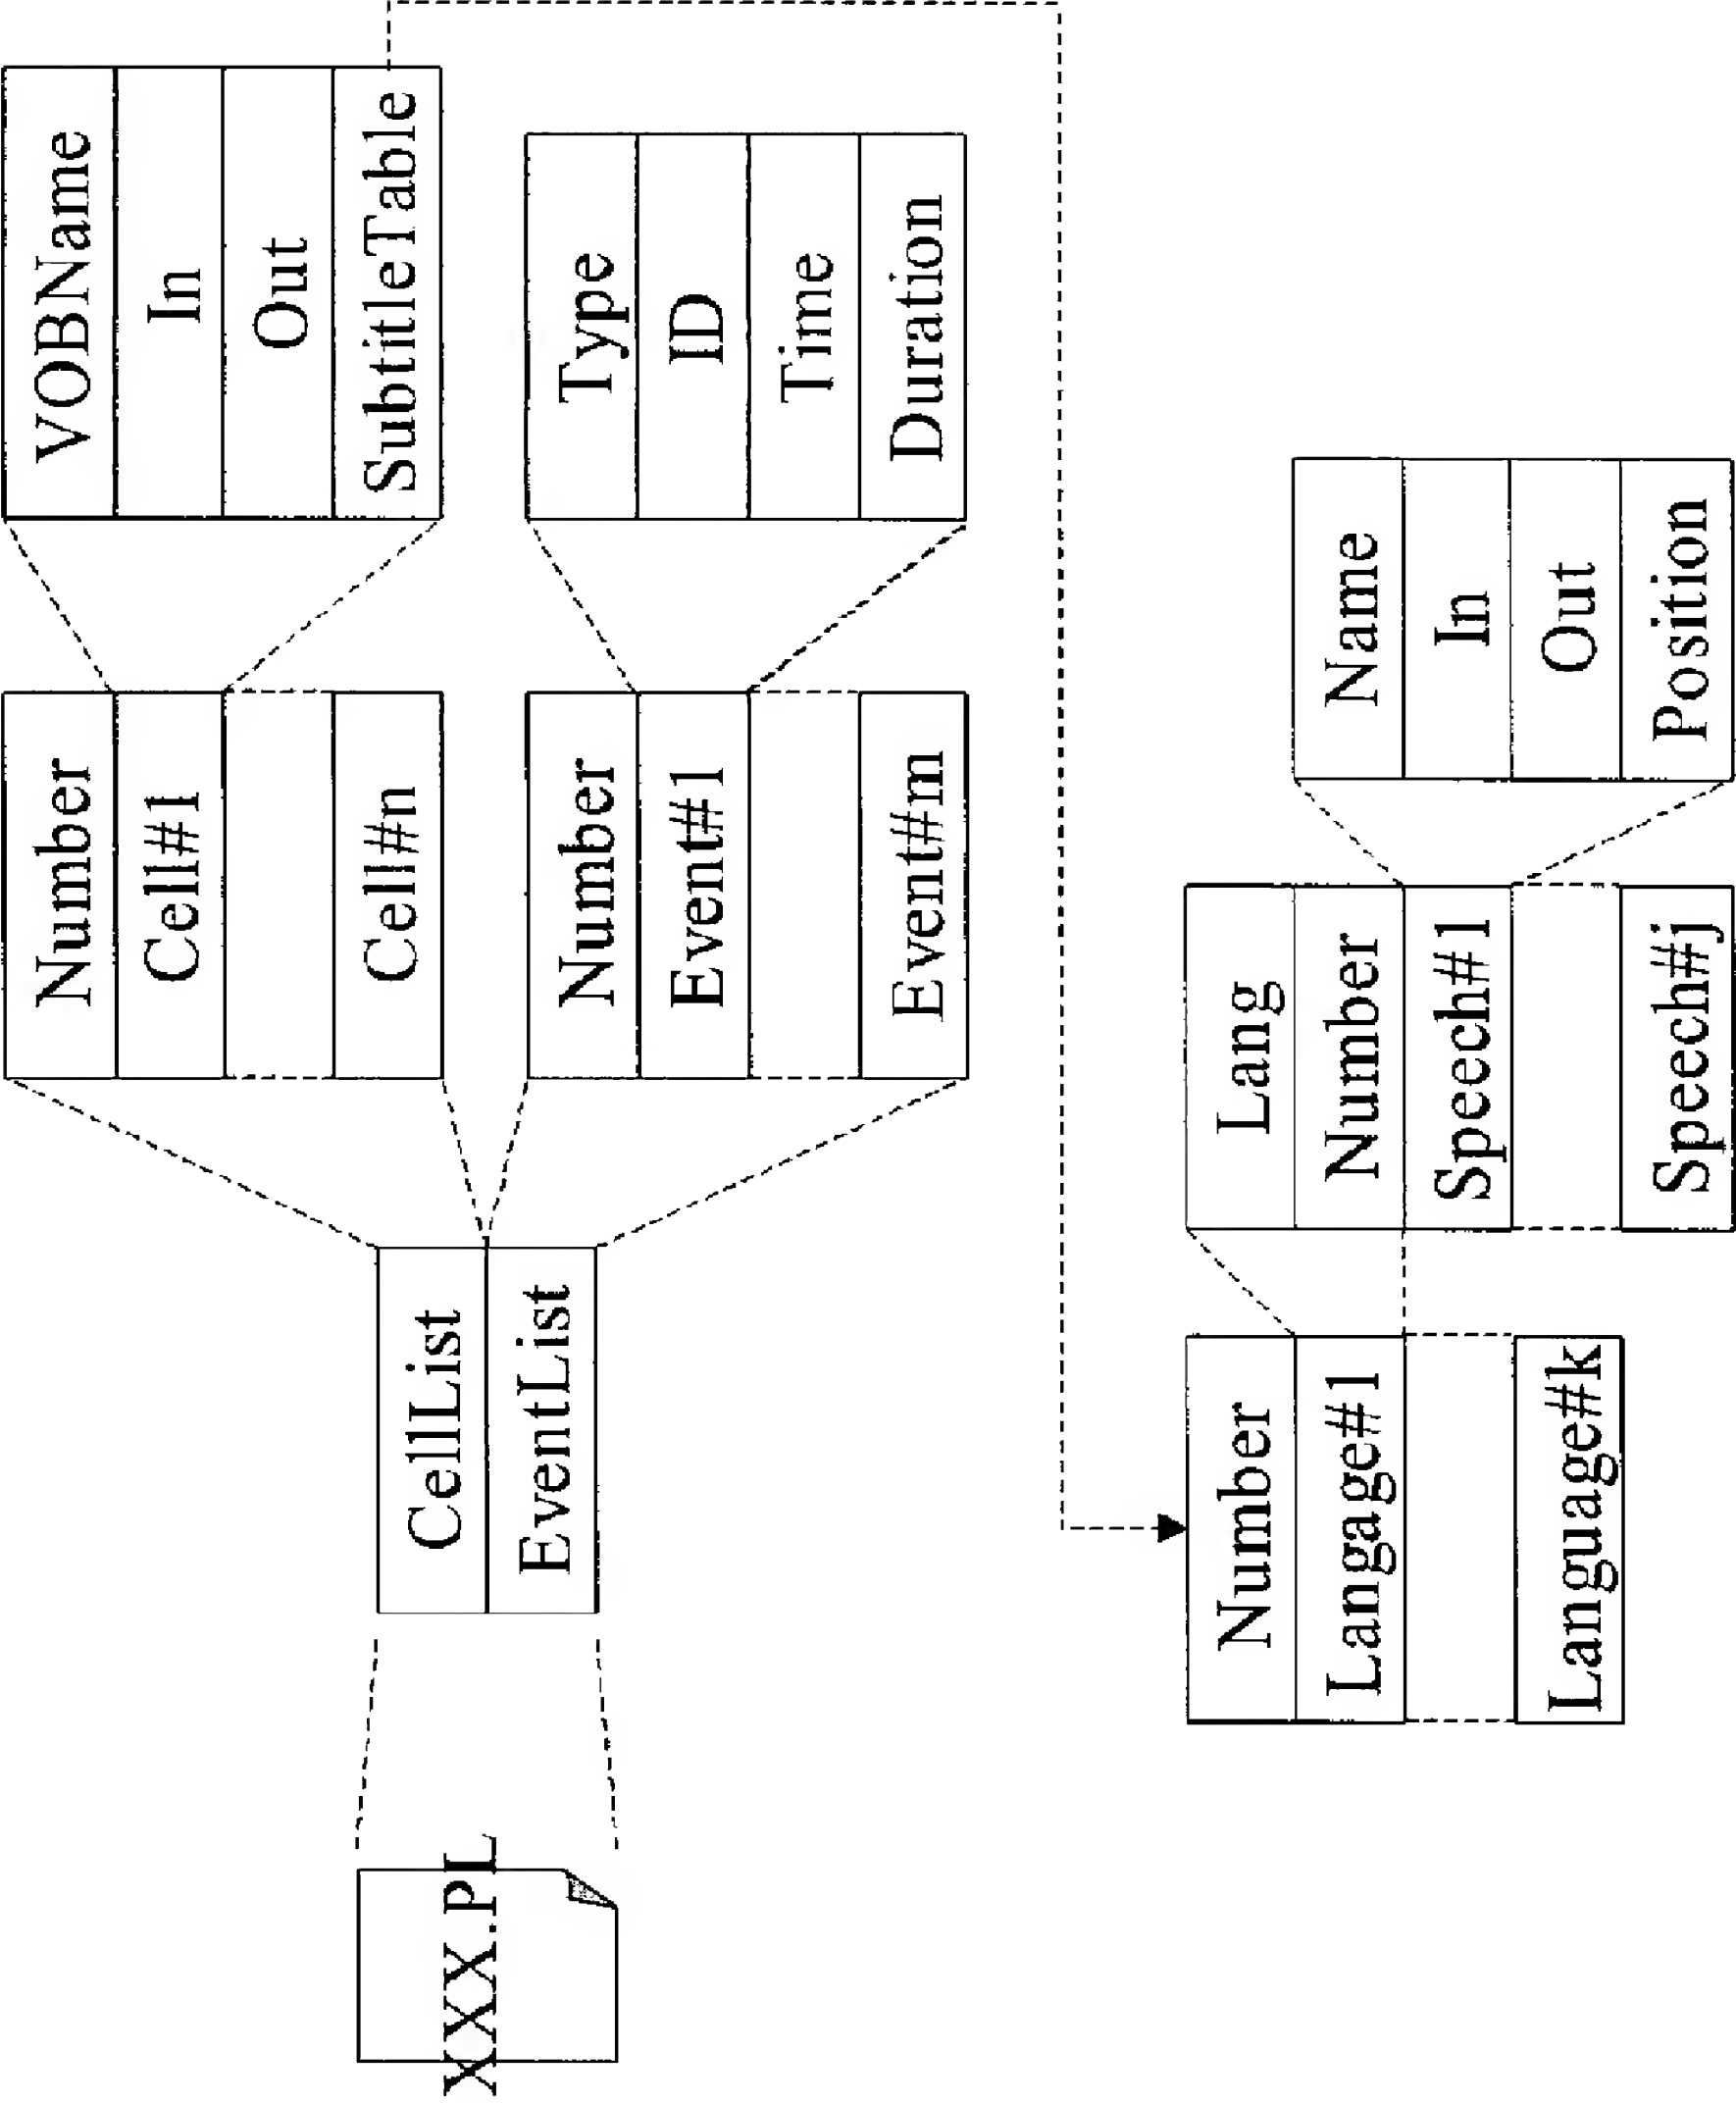 XXX.PL
CellList
EventList
Number
Cell#1
Cell#n
Number
Event#1
Event#m
VOBName
In
Out
SubtitleTable
Type
ID
Time
Duration
Number
Langage#1
Language#k
Lang
Number
Speech#1
Speech#j
Name
In
Out
Position